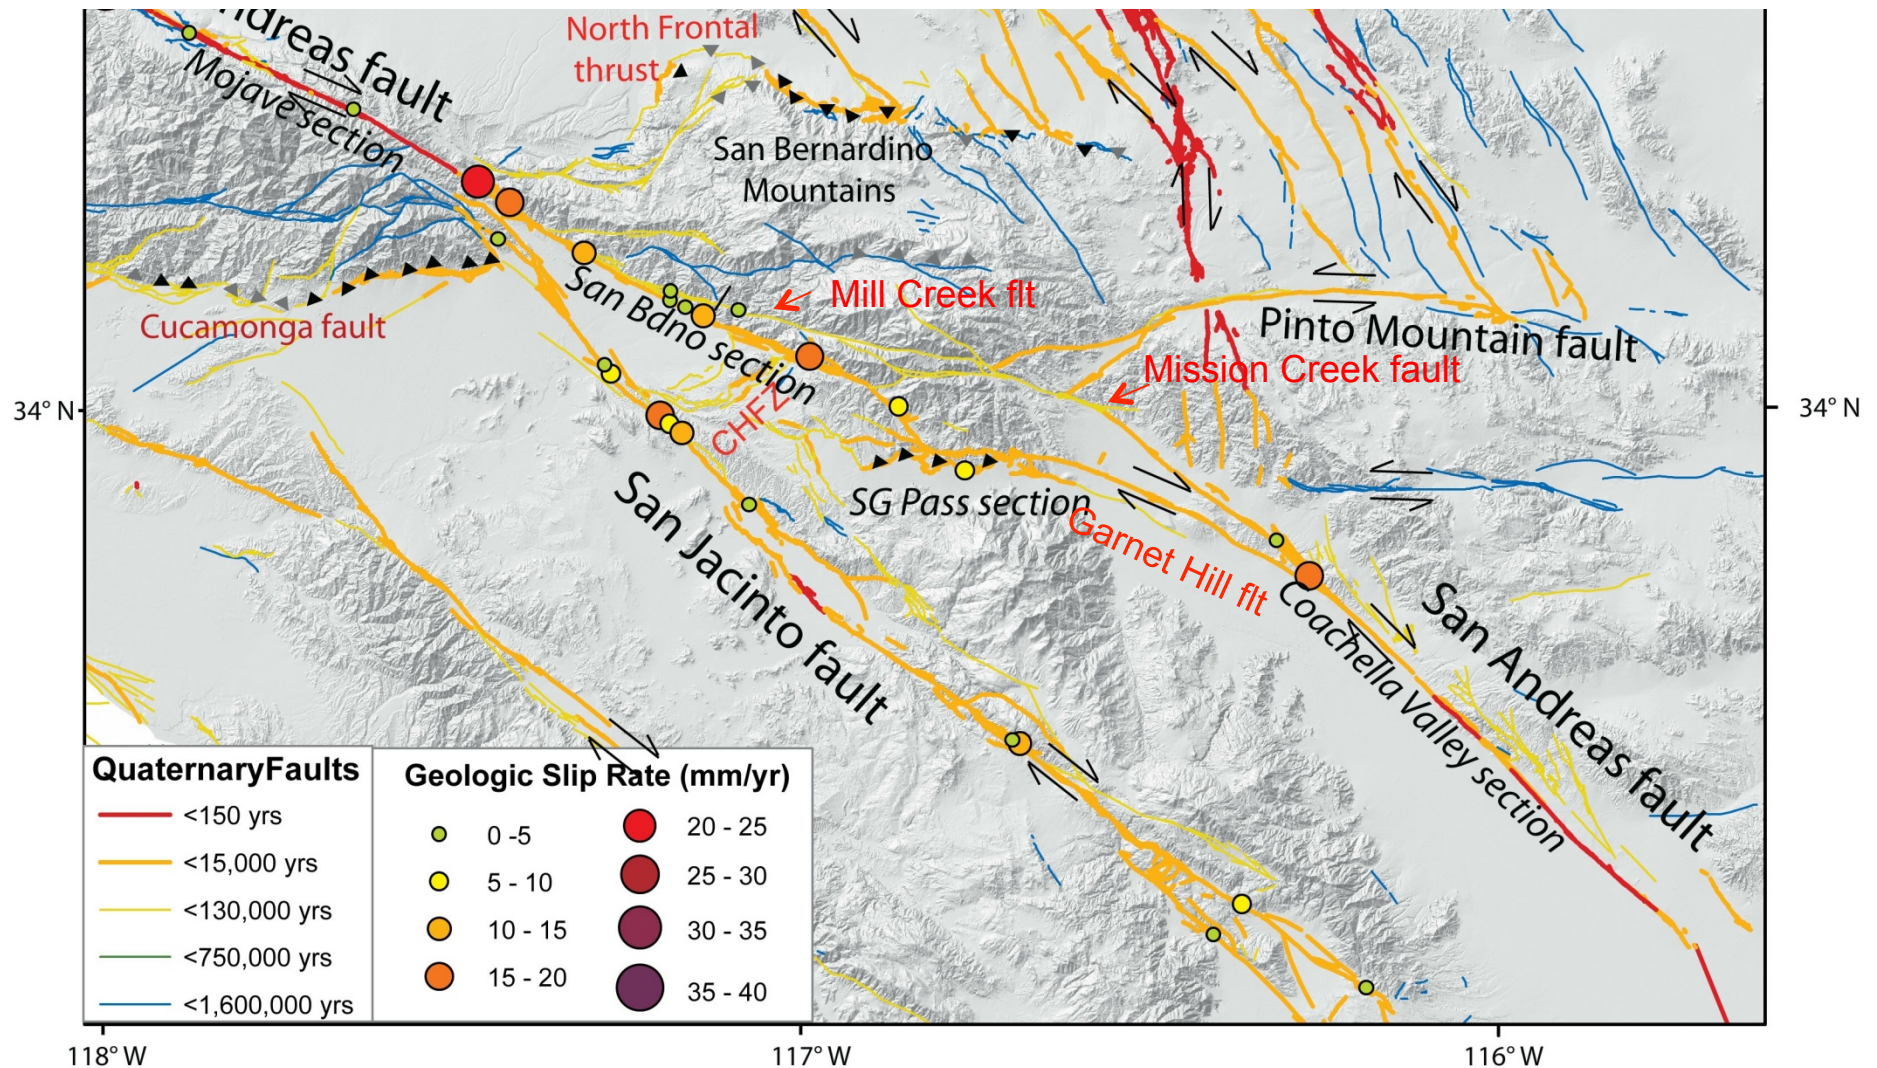 ndreas fault
Mojave section
North Frontal
thrust
San Bernardino
Mountains
Cucamonga fault
San Bdno section
Mill Creek flt
Pinto Mountain fault
Mission Creek fault
CHFZ
34° N
34° N
SG Pass section
Garnet Hill flt
San Jacinto fault
San Andreas fault
Coachella Valley section
QuaternaryFaults
<150 yrs
<15,000 yrs
<130,000 yrs
<750,000 yrs
<1,600,000 yrs
Geologic Slip Rate (mm/yr)
0 -5
5 - 10
10 - 15
15 - 20
20 - 25
25 - 30
30 - 35
35 - 40
118° W
117° W
116° W